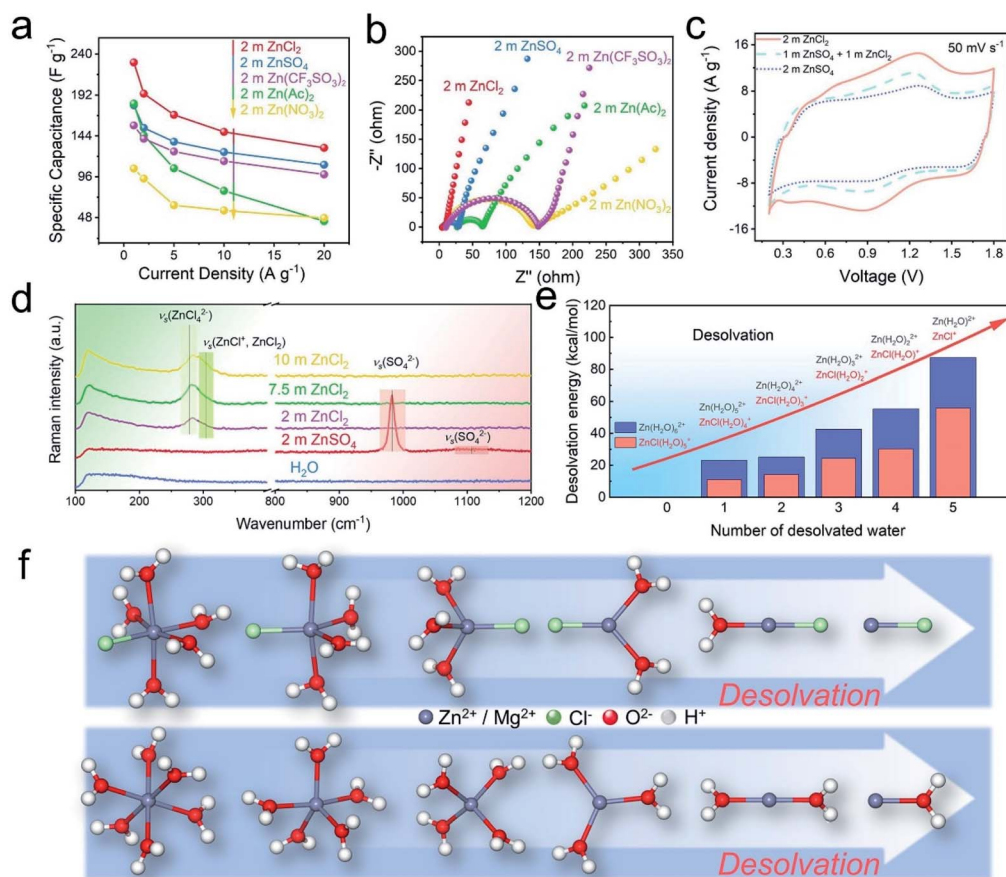 a
Specific Capacitance (F g⁻¹)
240
192
144
96
48
2 m ZnCl₂
2 m ZnSO₄
2 m Zn(CF₃SO₃)₂
2 m Zn(Ac)₂
2 m Zn(NO₃)₂
0 5 10 15 20
Current Density (A g⁻¹)
b
-Z'' (ohm)
300
250
200
150
100
50
0
2 m ZnSO₄
2 m Zn(CF₃SO₃)₂
2 m ZnCl₂
2 m Zn(Ac)₂
2 m Zn(NO₃)₂
0 50 100 150 200 250 300 350
Z'' (ohm)
c
Current density (A g⁻¹)
16
8
0
-8
-16
2 m ZnCl₂
1 m ZnSO₄ + 1 m ZnCl₂
2 m ZnSO₄
50 mV s⁻¹
0.3 0.6 0.9 1.2 1.5 1.8
Voltage (V)
d
Raman intensity (a.u.)
νs(ZnCl₄²⁻)
νs(ZnCl⁺, ZnCl₂)
10 m ZnCl₂
7.5 m ZnCl₂
2 m ZnCl₂
2 m ZnSO₄
H₂O
νs(SO₄²⁻)
νs(SO₄²⁻)
100 200 300 400 800 900 1000 1100 1200
Wavenumber (cm⁻¹)
e
Desolvation energy (kcal/mol)
120
100
80
60
40
20
0
Desolvation
Zn(H₂O)₆²⁺
ZnCl(H₂O)₅⁺
Zn(H₂O)₅²⁺
ZnCl(H₂O)₄⁺
Zn(H₂O)₄²⁺
ZnCl(H₂O)₃⁺
Zn(H₂O)₃²⁺
ZnCl(H₂O)₂⁺
Zn(H₂O)₂²⁺
ZnCl(H₂O)⁺
Zn(H₂O)²⁺
ZnCl⁺
0 1 2 3 4 5
Number of desolvated water
f
Desolvation
Zn²⁺ / Mg²⁺ Cl⁻ O²⁻ H⁺
Desolvation